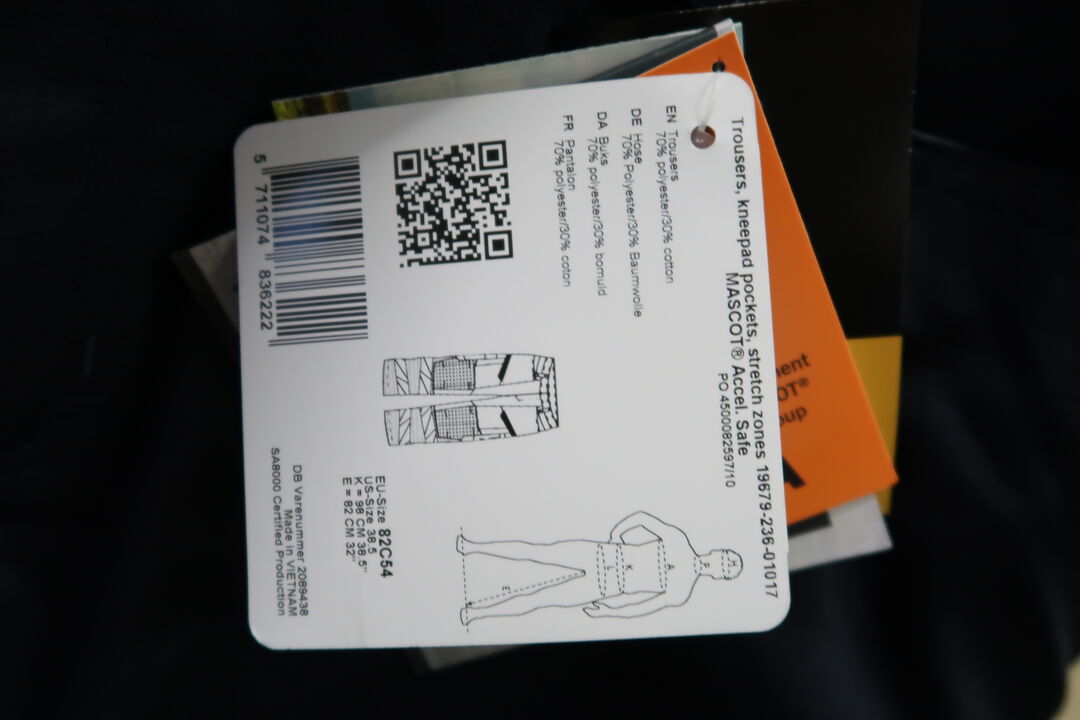 Trousers, kneepad pockets, stretch zones 19679-236-01017
MASCOT® Accel. Safe
PO 4500082597/10
EN Trousers
70% polyester/30% cotton
DE Hose
70% Polyester/30% Baumwolle
DA Buks
70% polyester/30% bomuld
FR Pantalon
70% polyester/30% coton
5 711074 836222
EU-Size 82C54
US-Size 38.5
K = 98 CM 38.5"
E = 82 CM 32"
DB Varenummer 2089438
Made in VIETNAM
SA8000 Certified Production
H
P
A
K
L
E